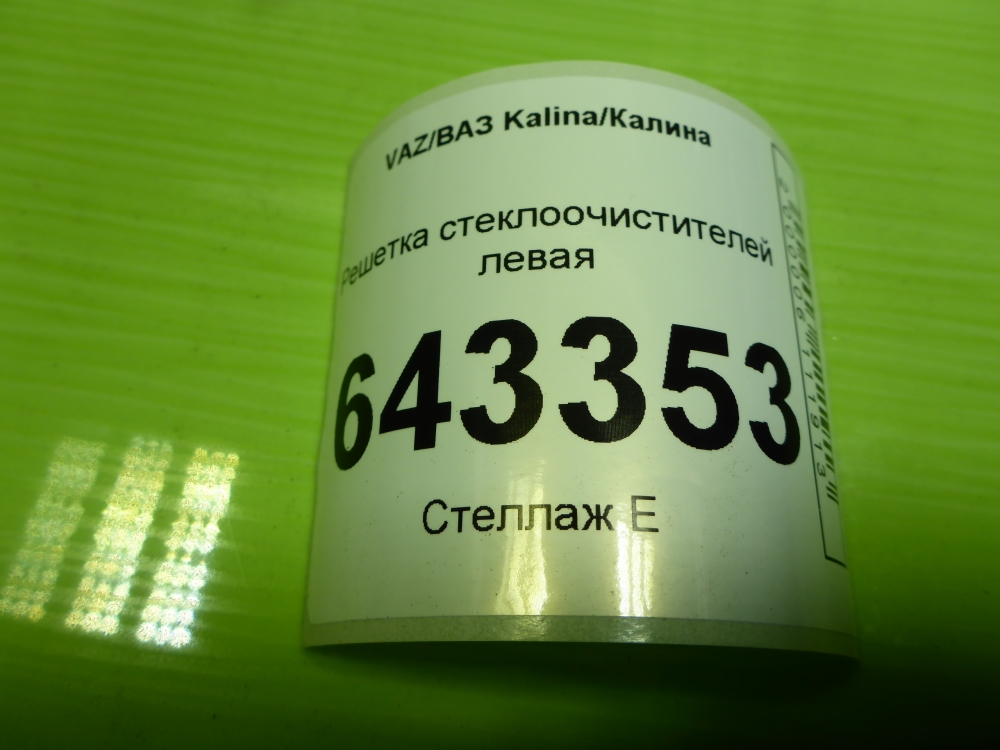 VAZ/ВАЗ Kalina/Калина
Решетка стеклоочистителей
левая
643353
Стеллаж E